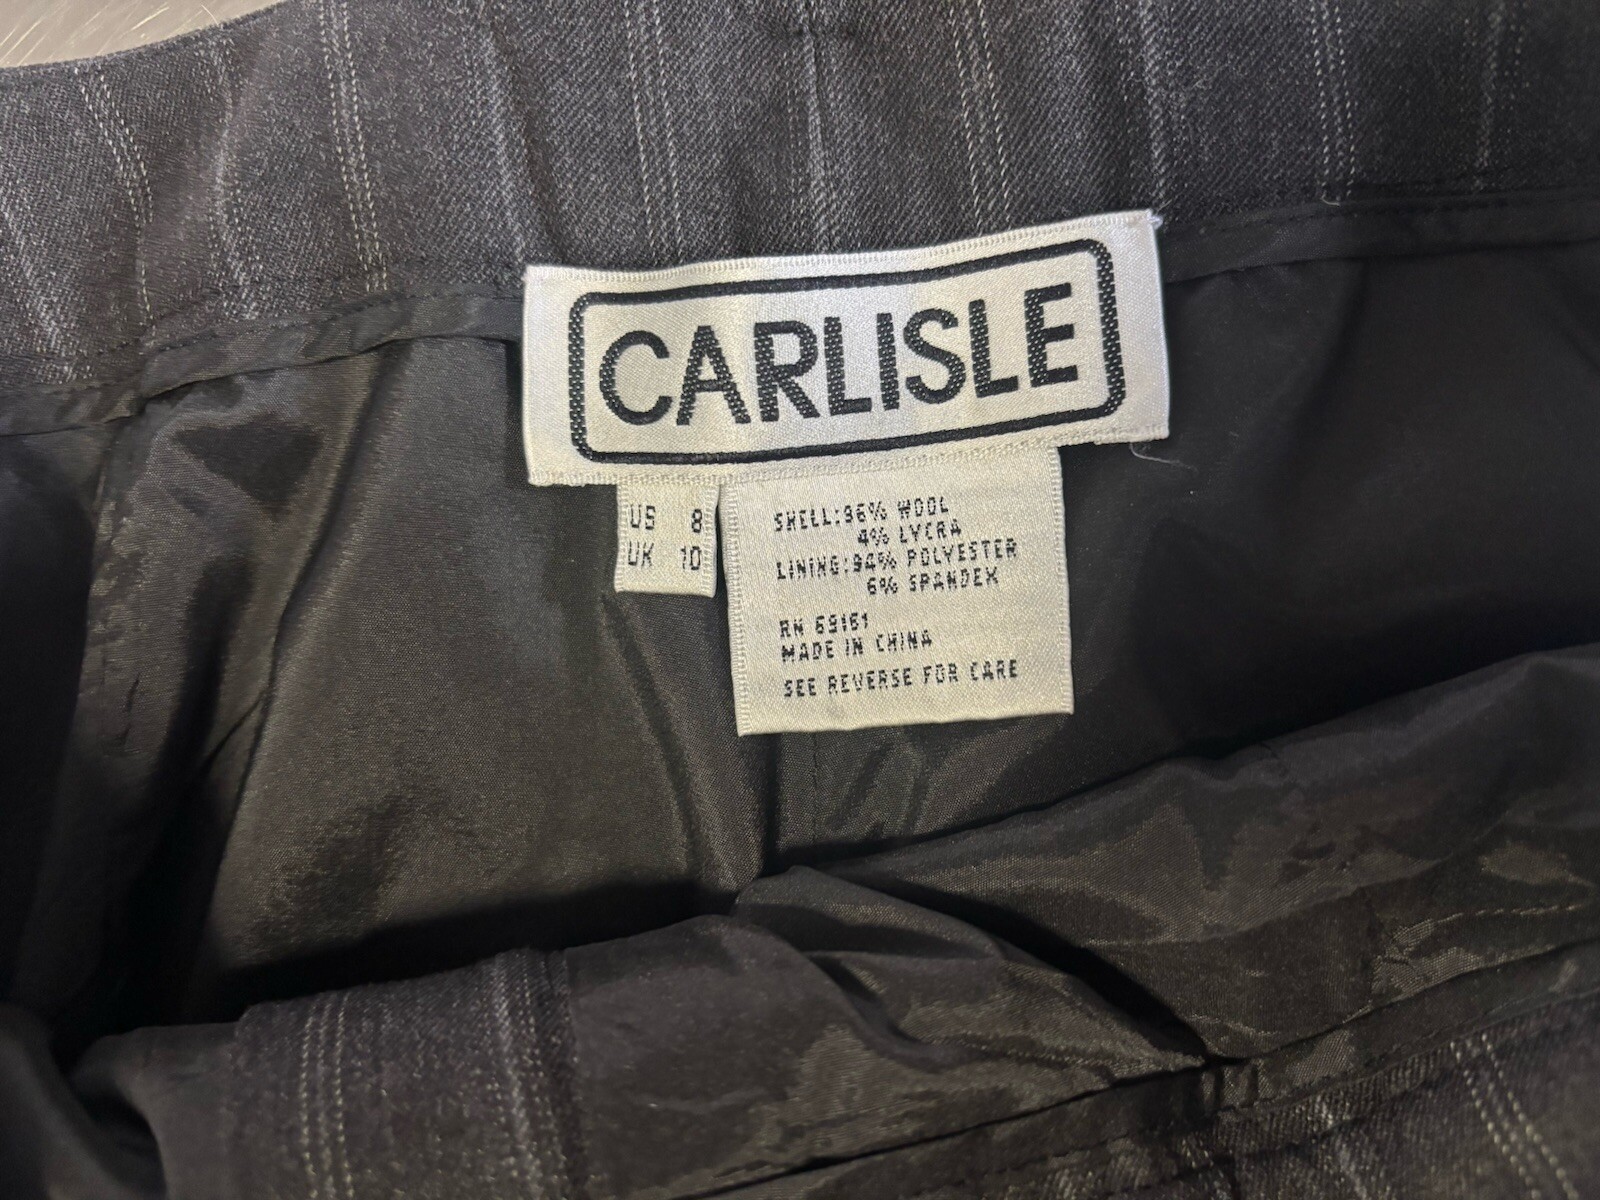 CARLISLE
US 8
UK 10
SHELL:96% WOOL
4% LYCRA
LINING:94% POLYESTER
6% SPANDEX
RN 69161
MADE IN CHINA
SEE REVERSE FOR CARE